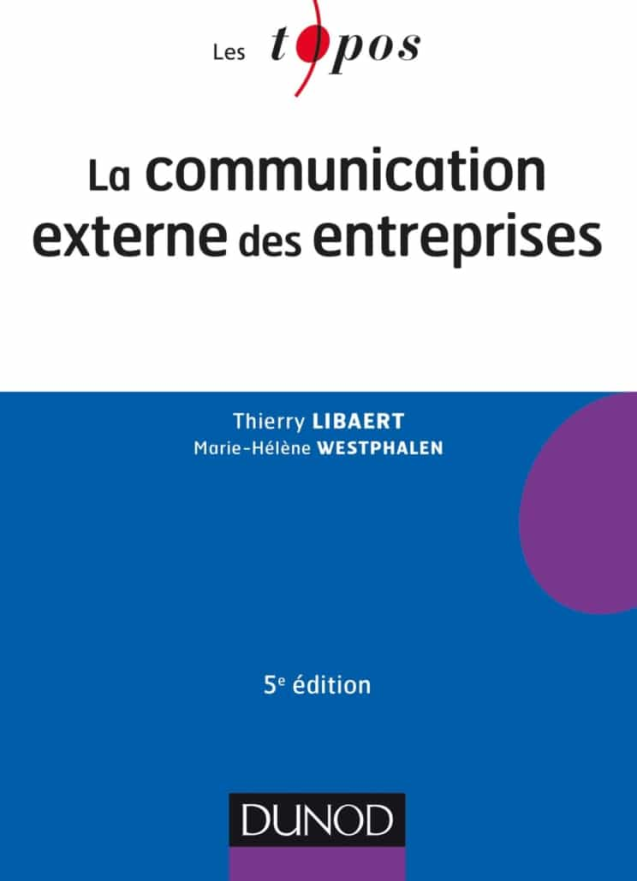 Les topos
La communication
externe des entreprises
Thierry LIBAERT
Marie-Hélène WESTPHALEN
5e édition
DUNOD